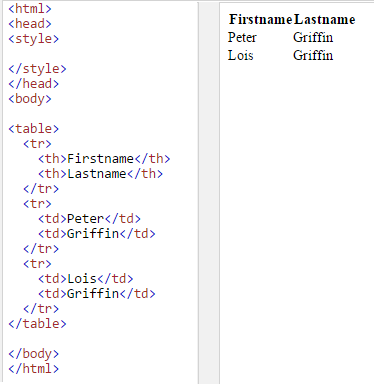 <html>
<head>
<style>
</style>
</head>
<body>
<table>
  <tr>
    <th>Firstname</th>
    <th>Lastname</th>
  </tr>
  <tr>
    <td>Peter</td>
    <td>Griffin</td>
  </tr>
  <tr>
    <td>Lois</td>
    <td>Griffin</td>
  </tr>
</table>
</body>
</html>
Firstname Lastname
Peter Griffin
Lois Griffin